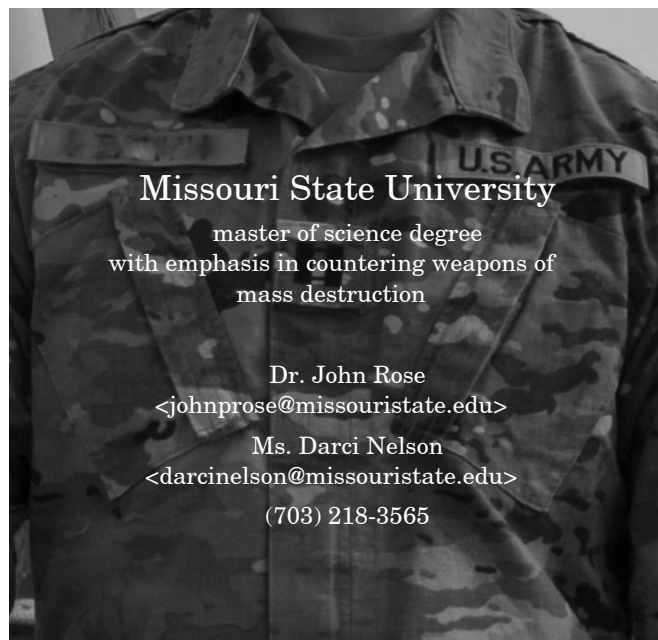 U.S ARMY
Missouri State University
master of science degree
with emphasis in countering weapons of
mass destruction
Dr. John Rose
<johnprose@missouristate.edu>
Ms. Darci Nelson
<darcinelson@missouristate.edu>
(703) 218-3565